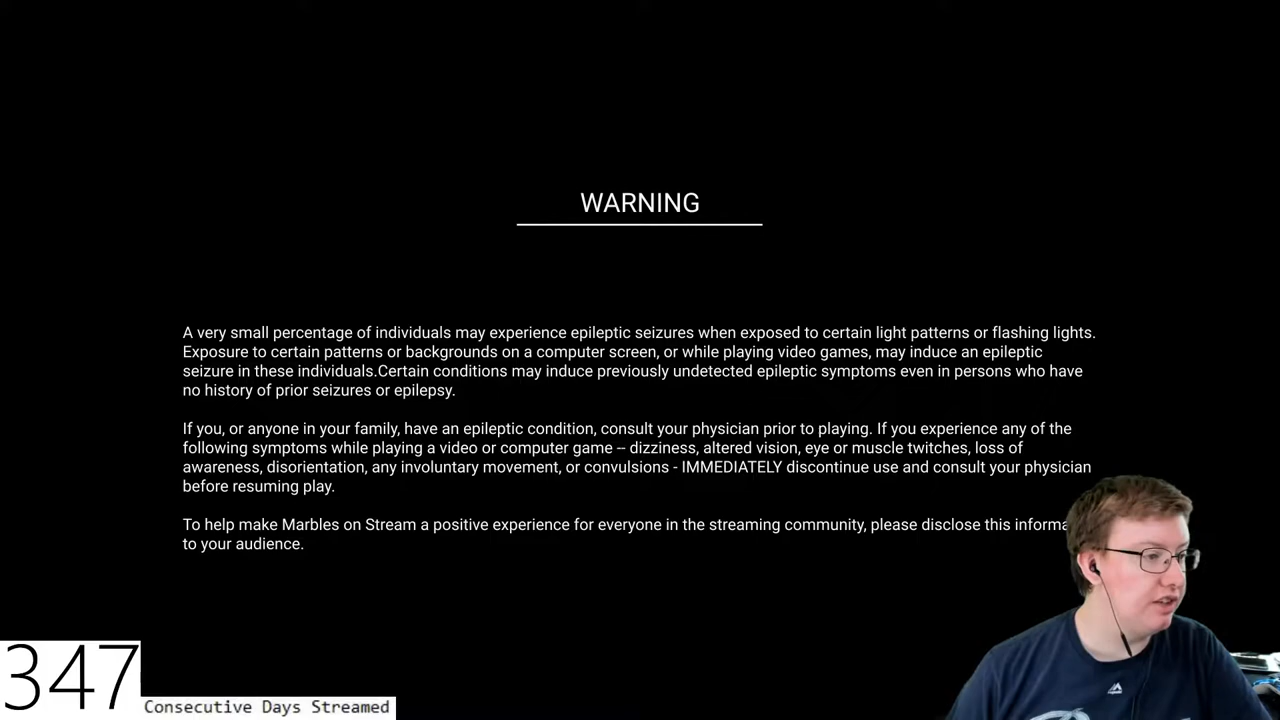 WARNING
A very small percentage of individuals may experience epileptic seizures when exposed to certain light patterns or flashing lights.
Exposure to certain patterns or backgrounds on a computer screen, or while playing video games, may induce an epileptic
seizure in these individuals.Certain conditions may induce previously undetected epileptic symptoms even in persons who have
no history of prior seizures or epilepsy.
If you, or anyone in your family, have an epileptic condition, consult your physician prior to playing. If you experience any of the
following symptoms while playing a video or computer game -- dizziness, altered vision, eye or muscle twitches, loss of
awareness, disorientation, any involuntary movement, or convulsions - IMMEDIATELY discontinue use and consult your physician
before resuming play.
To help make Marbles on Stream a positive experience for everyone in the streaming community, please disclose this
to your audience.
347
Consecutive Days Streamed